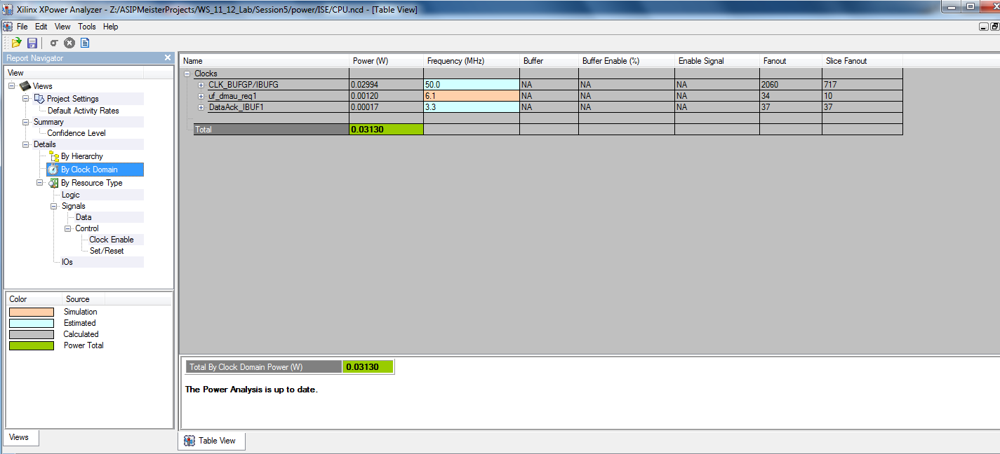 Xilinx XPower Analyzer - Z:/ASIPMeisterProjects/WS_11_12_Lab/Session5/power/ISE/CPU.ncd - [Table View]
File Edit View Tools Help
Report Navigator
View
Views
Project Settings
Default Activity Rates
Summary
Confidence Level
Details
By Hierarchy
By Clock Domain
By Resource Type
Logic
Signals
Data
Control
Clock Enable
Set/Reset
IOs
Color Source
Simulation
Estimated
Calculated
Power Total
Views
Name Power (W) Frequency (MHz) Buffer Buffer Enable (%) Enable Signal Fanout Slice Fanout
Clocks
CLK_BUFGP/IBUFG 0.02994 50.0 NA NA NA 2060 717
uf_dmau_req1 0.00120 6.1 NA NA NA 34 10
DataAck_IBUF1 0.00017 3.3 NA NA NA 37 37
Total 0.03130
Total By Clock Domain Power (W) 0.03130
The Power Analysis is up to date.
Table View